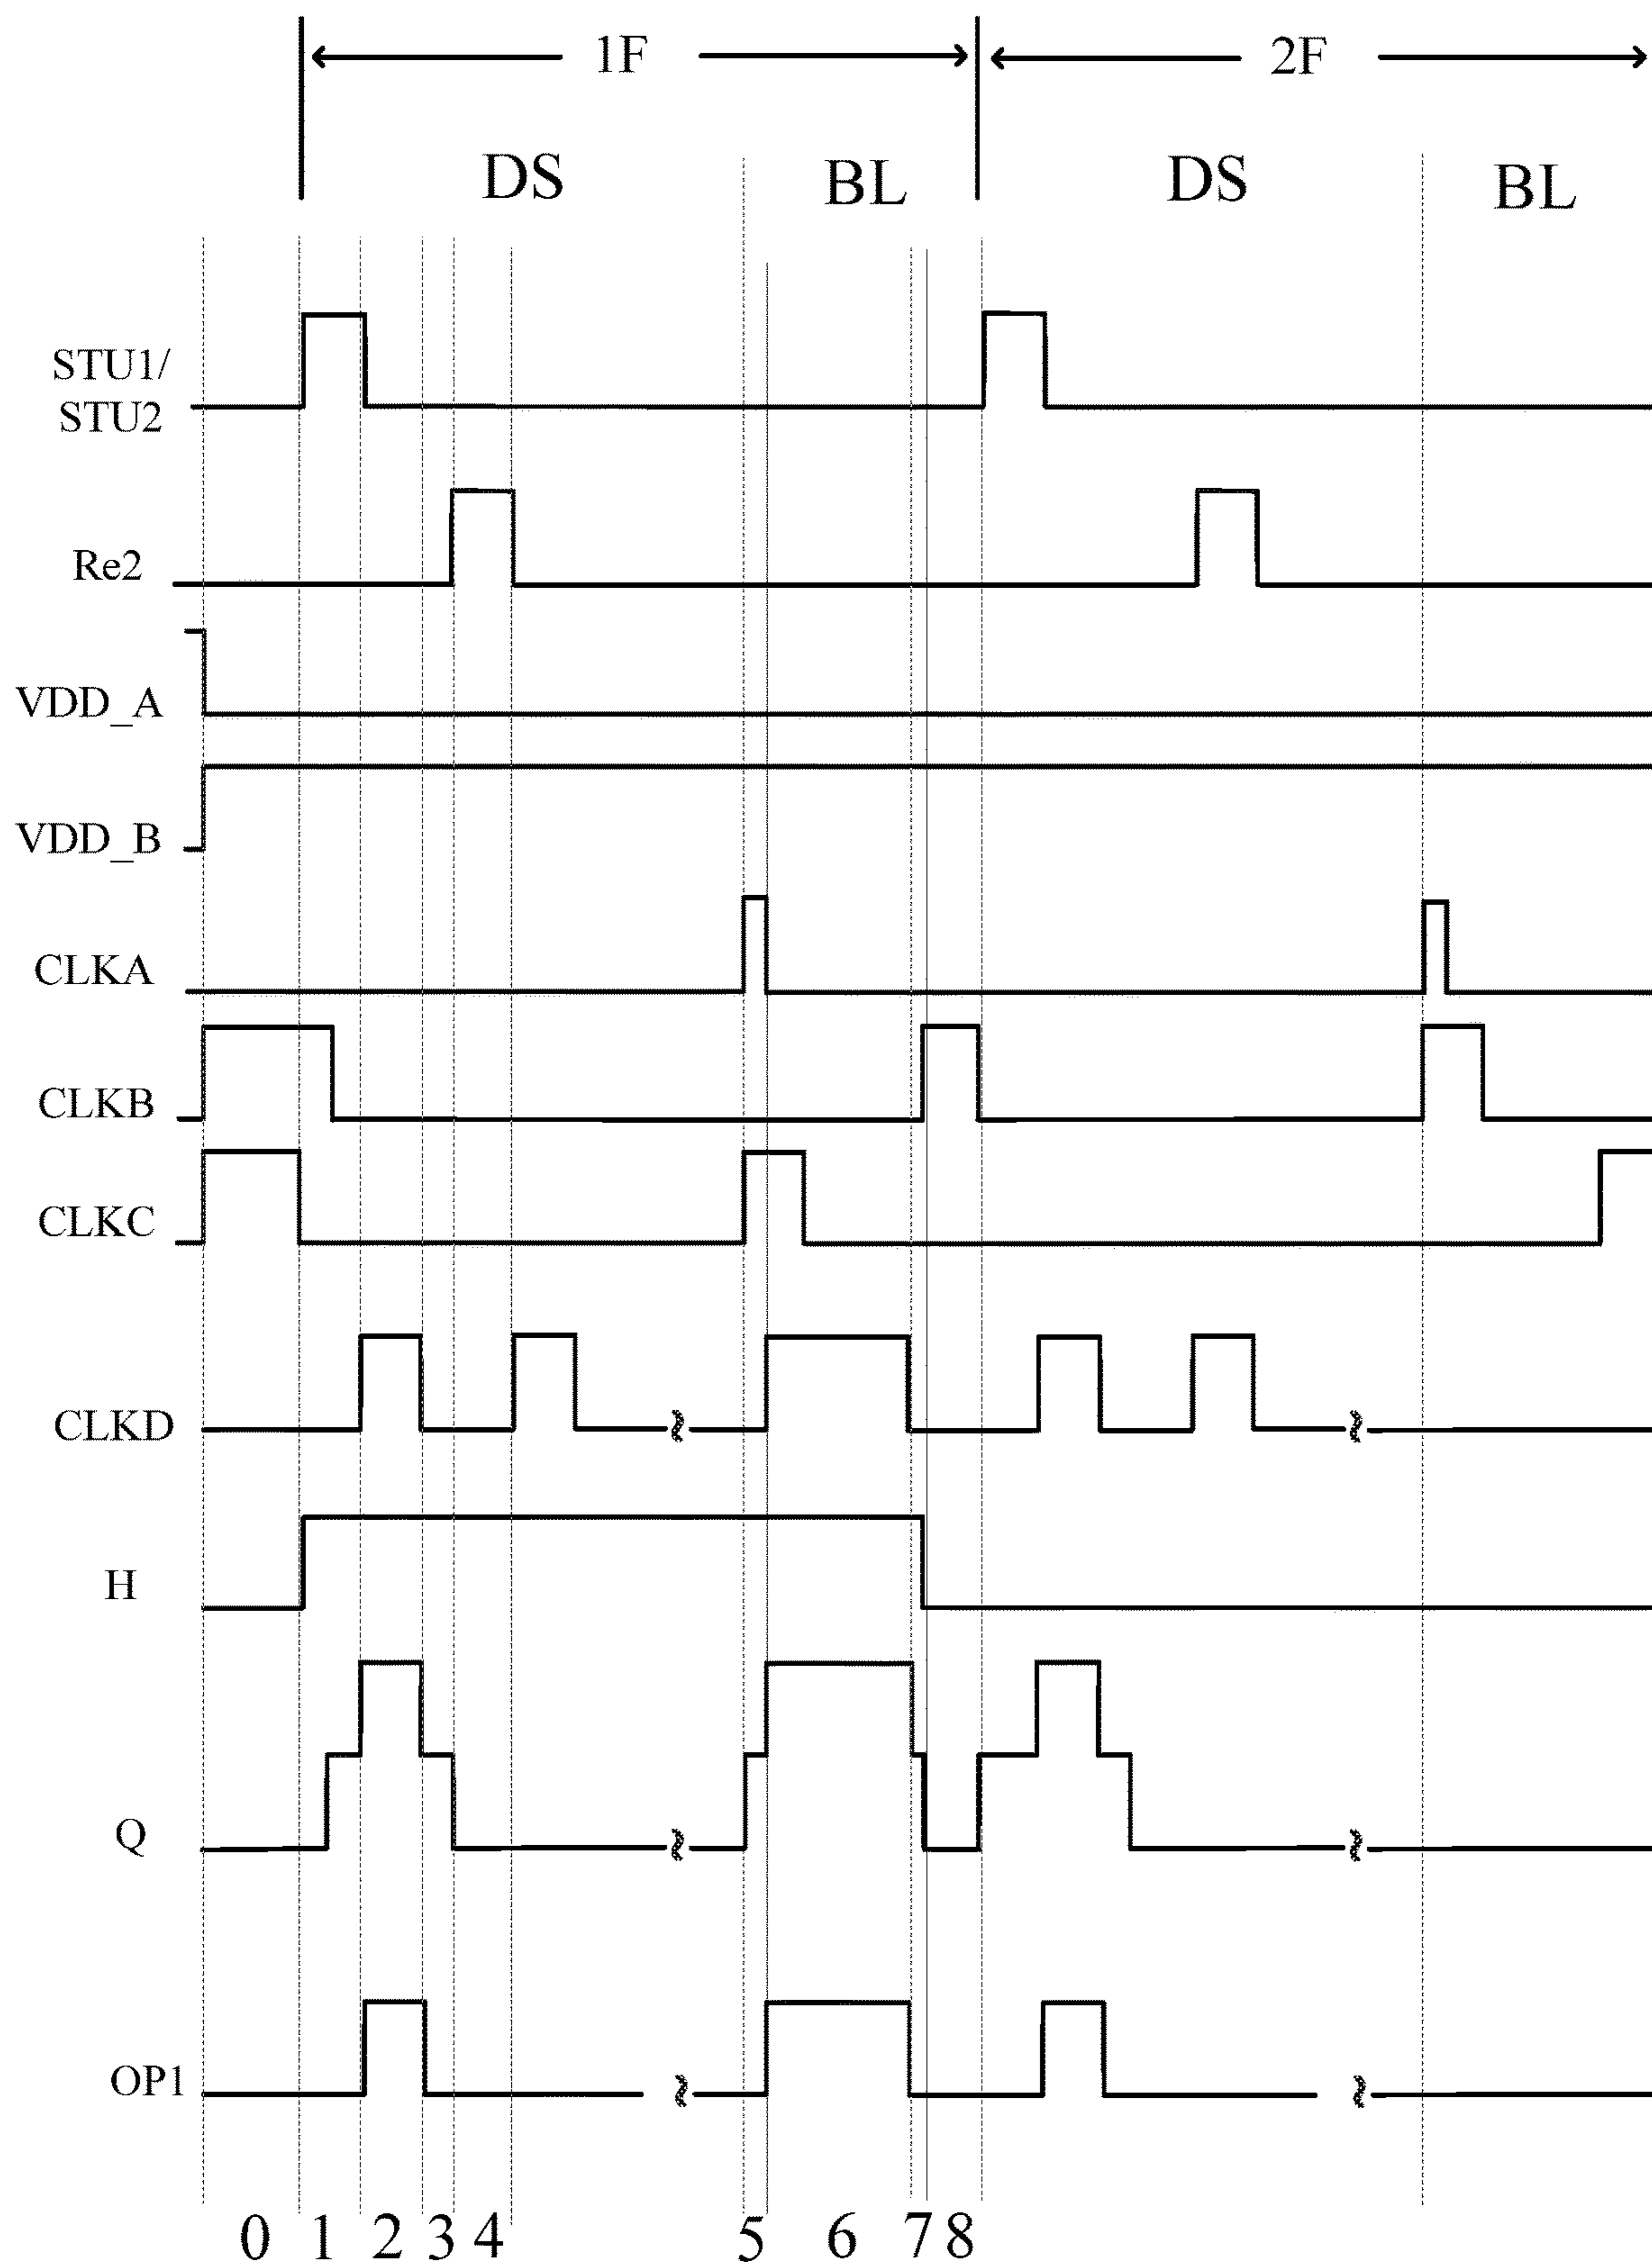 1F 2F
DS BL DS BL
STU1/
STU2
Re2
VDD_A
VDD_B
CLKA
CLKB
CLKC
CLKD
H
Q
OP1
0 1 2 3 4 5 6 7 8